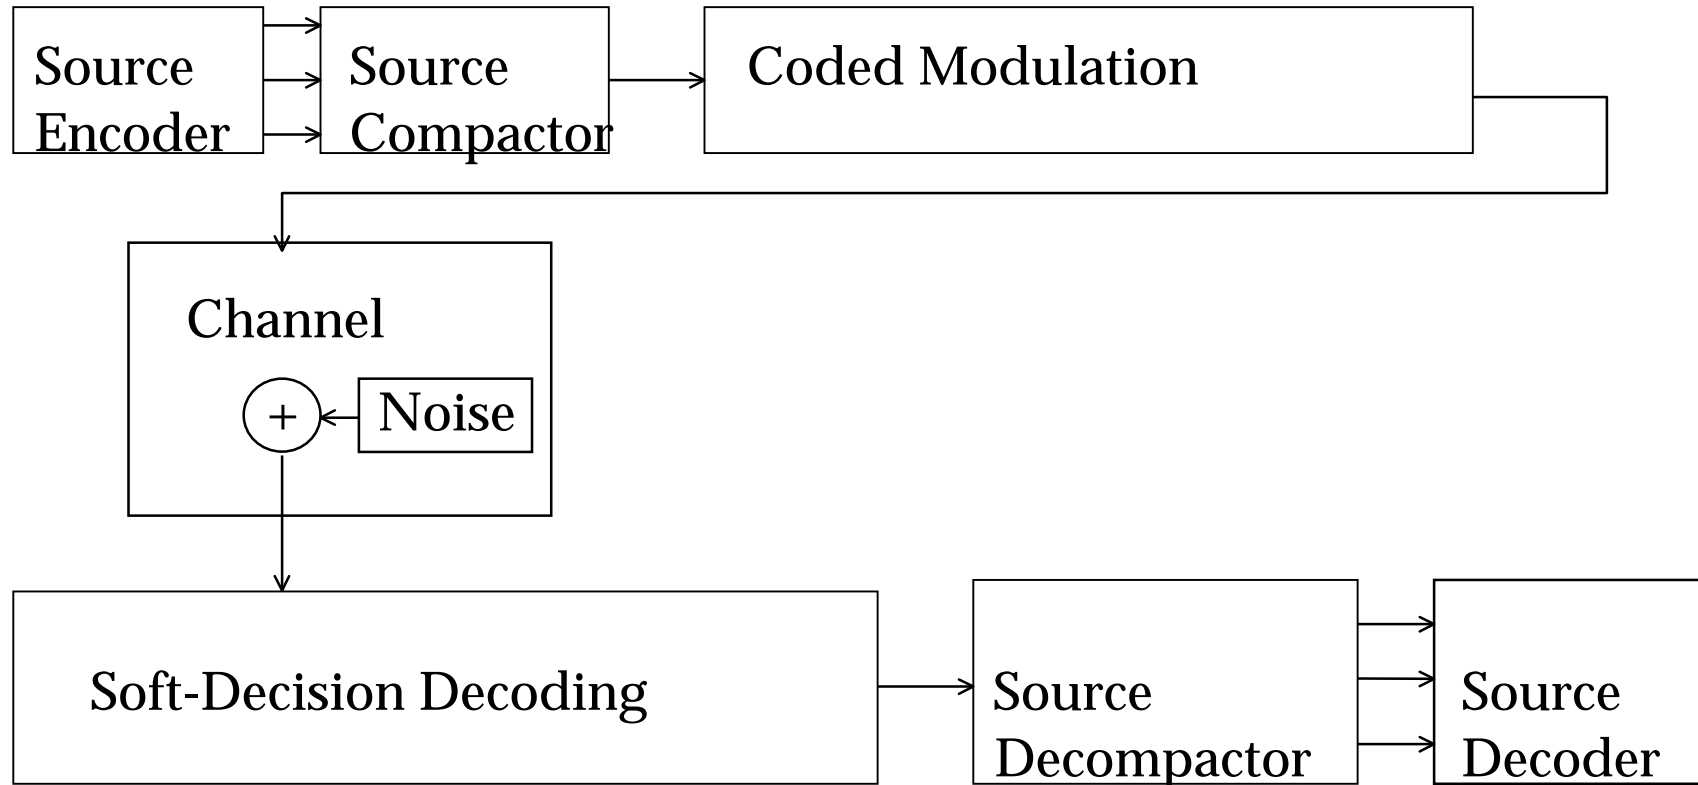 Source
Encoder
Source
Compactor
Coded Modulation
Channel
+
Noise
Soft-Decision Decoding
Source
Decompactor
Source
Decoder